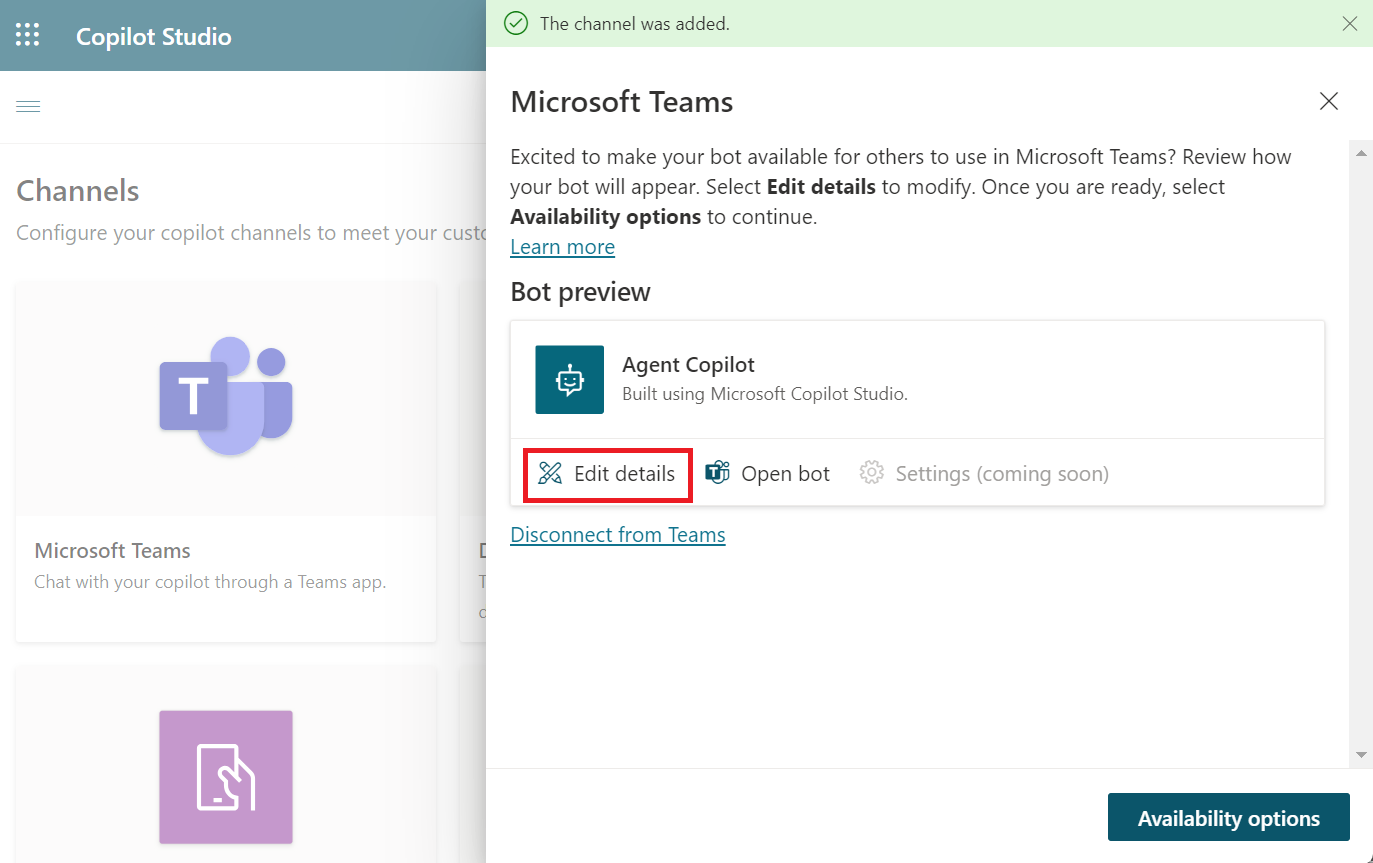 Copilot Studio
Channels
Configure your copilot channels to meet your custo
T
Microsoft Teams
Chat with your copilot through a Teams app.
The channel was added.
Microsoft Teams
Excited to make your bot available for others to use in Microsoft Teams? Review how
your bot will appear. Select Edit details to modify. Once you are ready, select
Availability options to continue.
Learn more
Bot preview
Agent Copilot
Built using Microsoft Copilot Studio.
Edit details
T
Open bot
Settings (coming soon)
Disconnect from Teams
Availability options